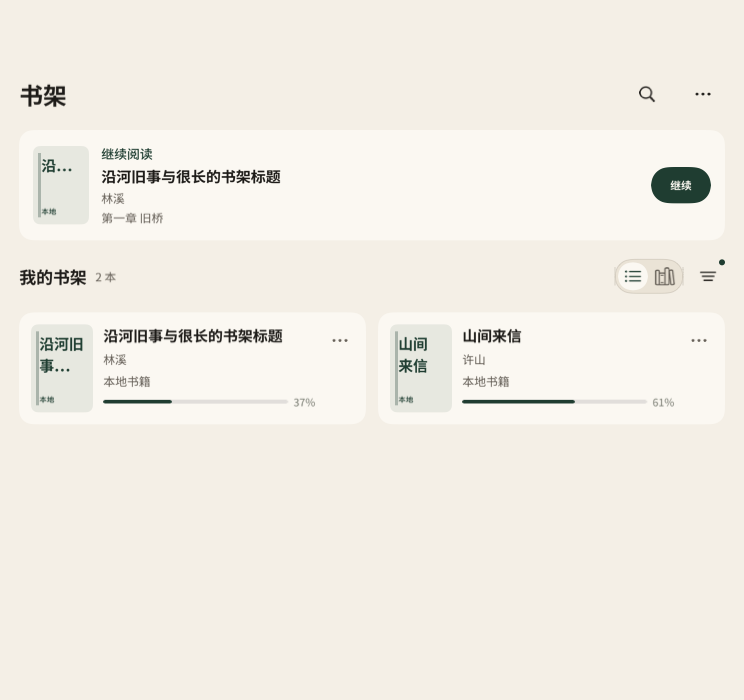 书架
沿…
本地
继续阅读
沿河旧事与很长的书架标题
林溪
第一章 旧桥
继续
我的书架 2 本
沿河旧
事…
本地
沿河旧事与很长的书架标题
林溪
本地书籍
37%
山间
来信
本地
山间来信
许山
本地书籍
61%